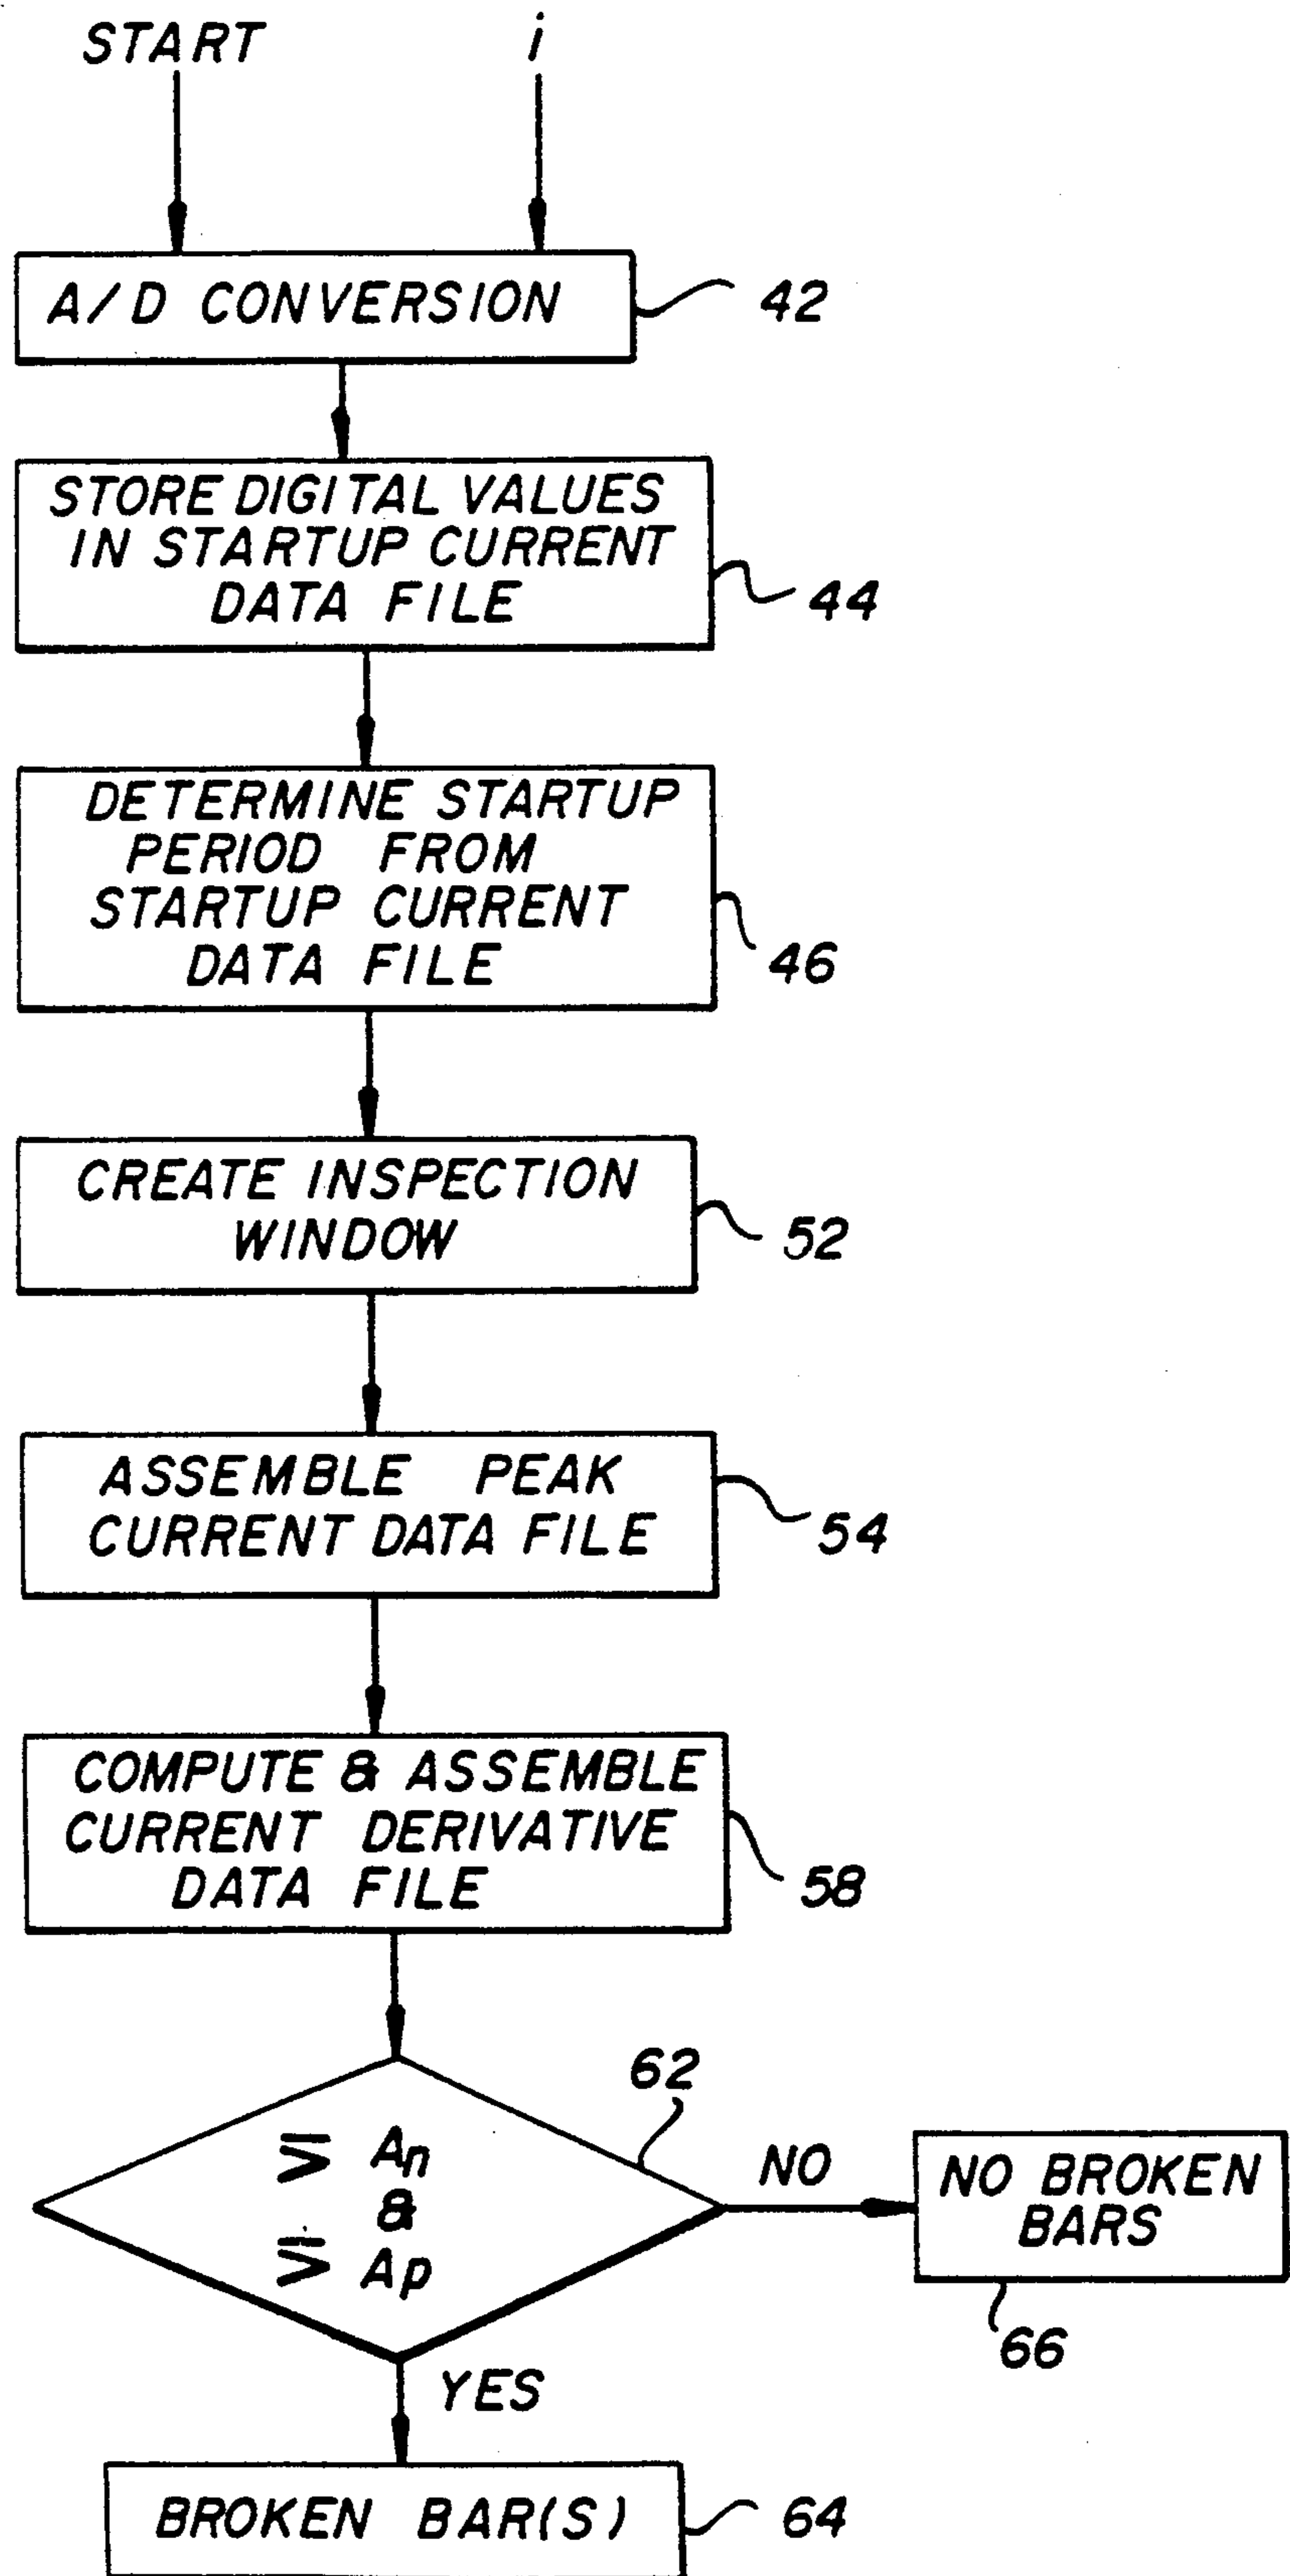 START i
A/D CONVERSION 42
STORE DIGITAL VALUES
IN STARTUP CURRENT
DATA FILE 44
DETERMINE STARTUP
PERIOD FROM
STARTUP CURRENT
DATA FILE 46
CREATE INSPECTION
WINDOW 52
ASSEMBLE PEAK
CURRENT DATA FILE 54
COMPUTE & ASSEMBLE
CURRENT DERIVATIVE
DATA FILE 58
62
≥ An
&
≥ Ap
NO
NO BROKEN
BARS
66
YES
BROKEN BAR(S) 64